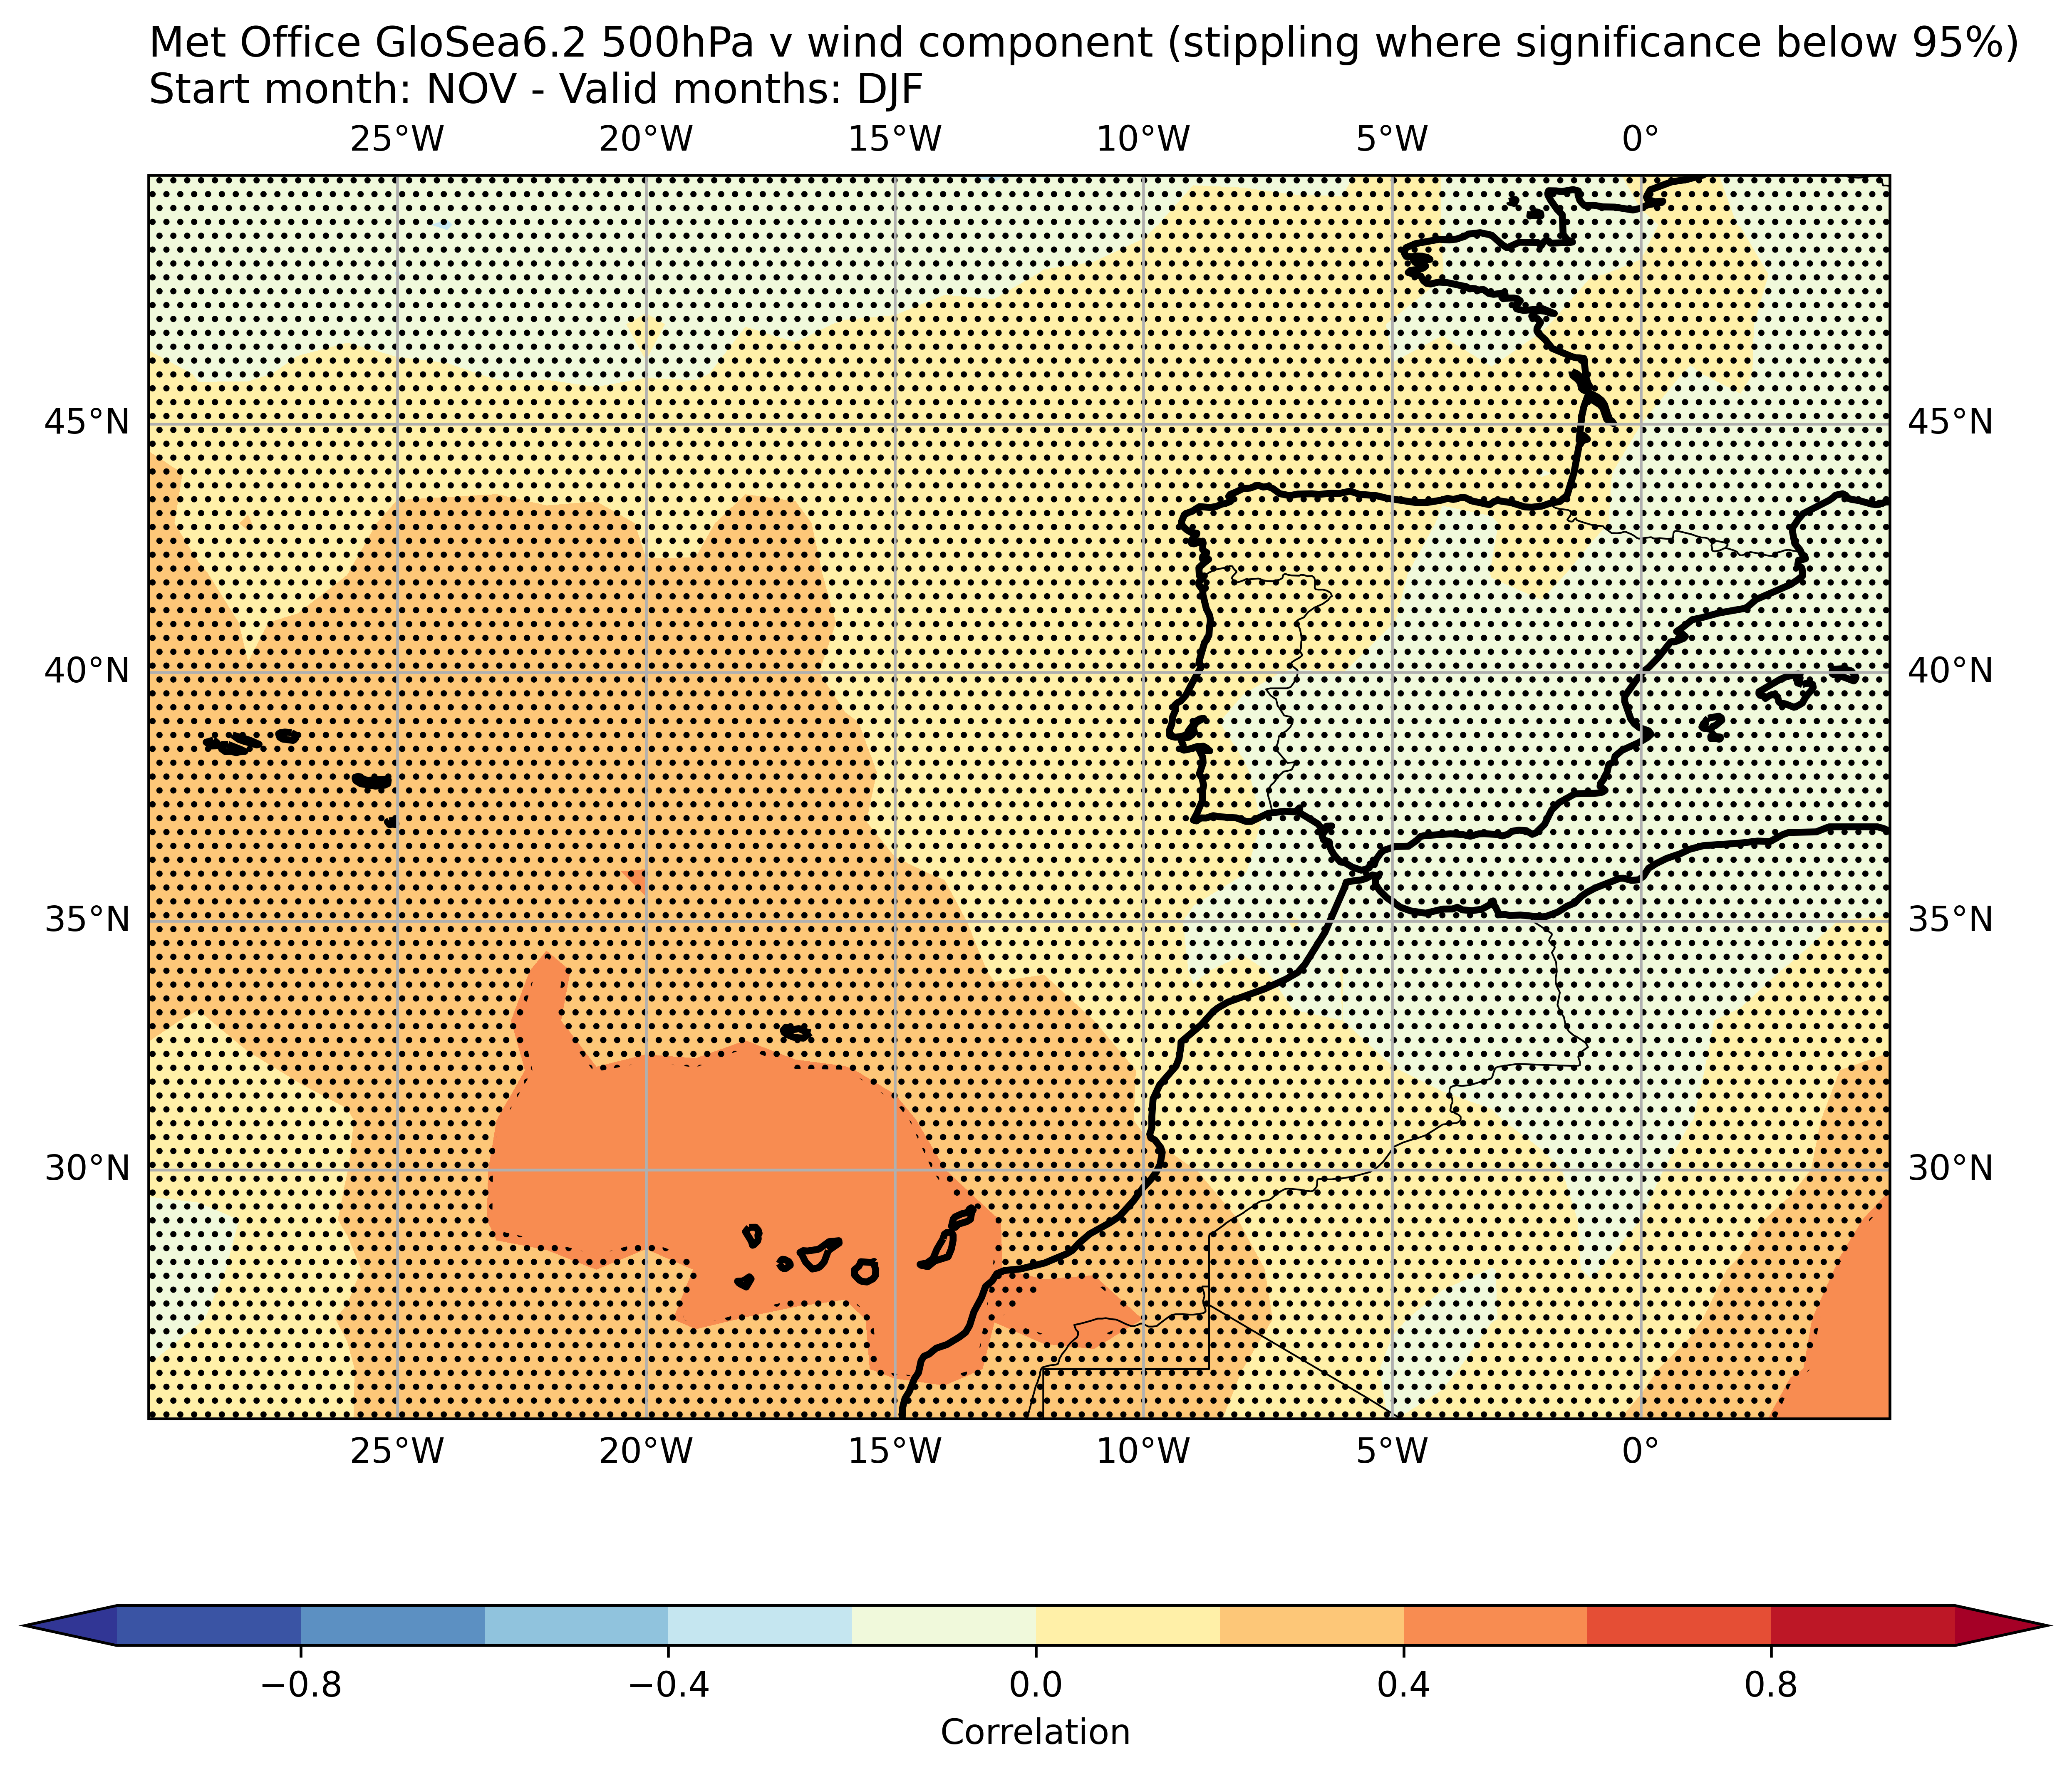 Met Office GloSea6.2 500hPa v wind component (stippling where significance below 95%)
Start month: NOV - Valid months: DJF
25°W 20°W 15°W 10°W 5°W 0°
45°N 45°N
40°N 40°N
35°N 35°N
30°N 30°N
25°W 20°W 15°W 10°W 5°W 0°
−0.8 −0.4 0.0 0.4 0.8
Correlation